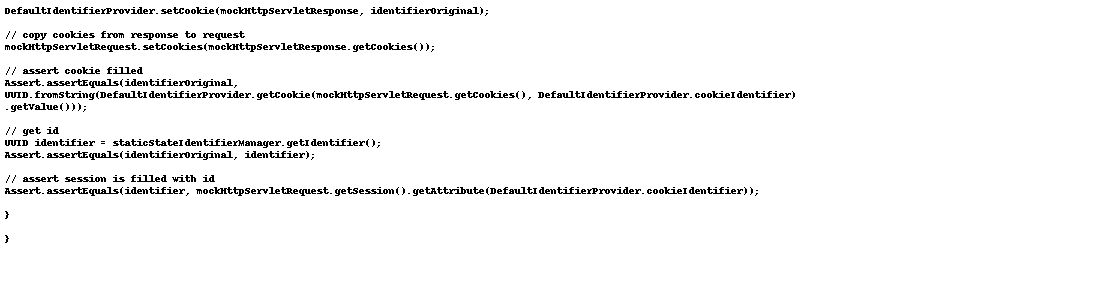 DefaultIdentifierProvider.setCookie(mockHttpServletResponse, identifierOriginal);
// copy cookies from response to request
mockHttpServletRequest.setCookies(mockHttpServletResponse.getCookies());
// assert cookie filled
Assert.assertEquals(identifierOriginal,
UUID.fromString(DefaultIdentifierProvider.getCookie(mockHttpServletRequest.getCookies(), DefaultIdentifierProvider.cookieIdentifier)
.getValue()));
// get id
UUID identifier = staticStateIdentifierManager.getIdentifier();
Assert.assertEquals(identifierOriginal, identifier);
// assert session is filled with id
Assert.assertEquals(identifier, mockHttpServletRequest.getSession().getAttribute(DefaultIdentifierProvider.cookieIdentifier));
}
}